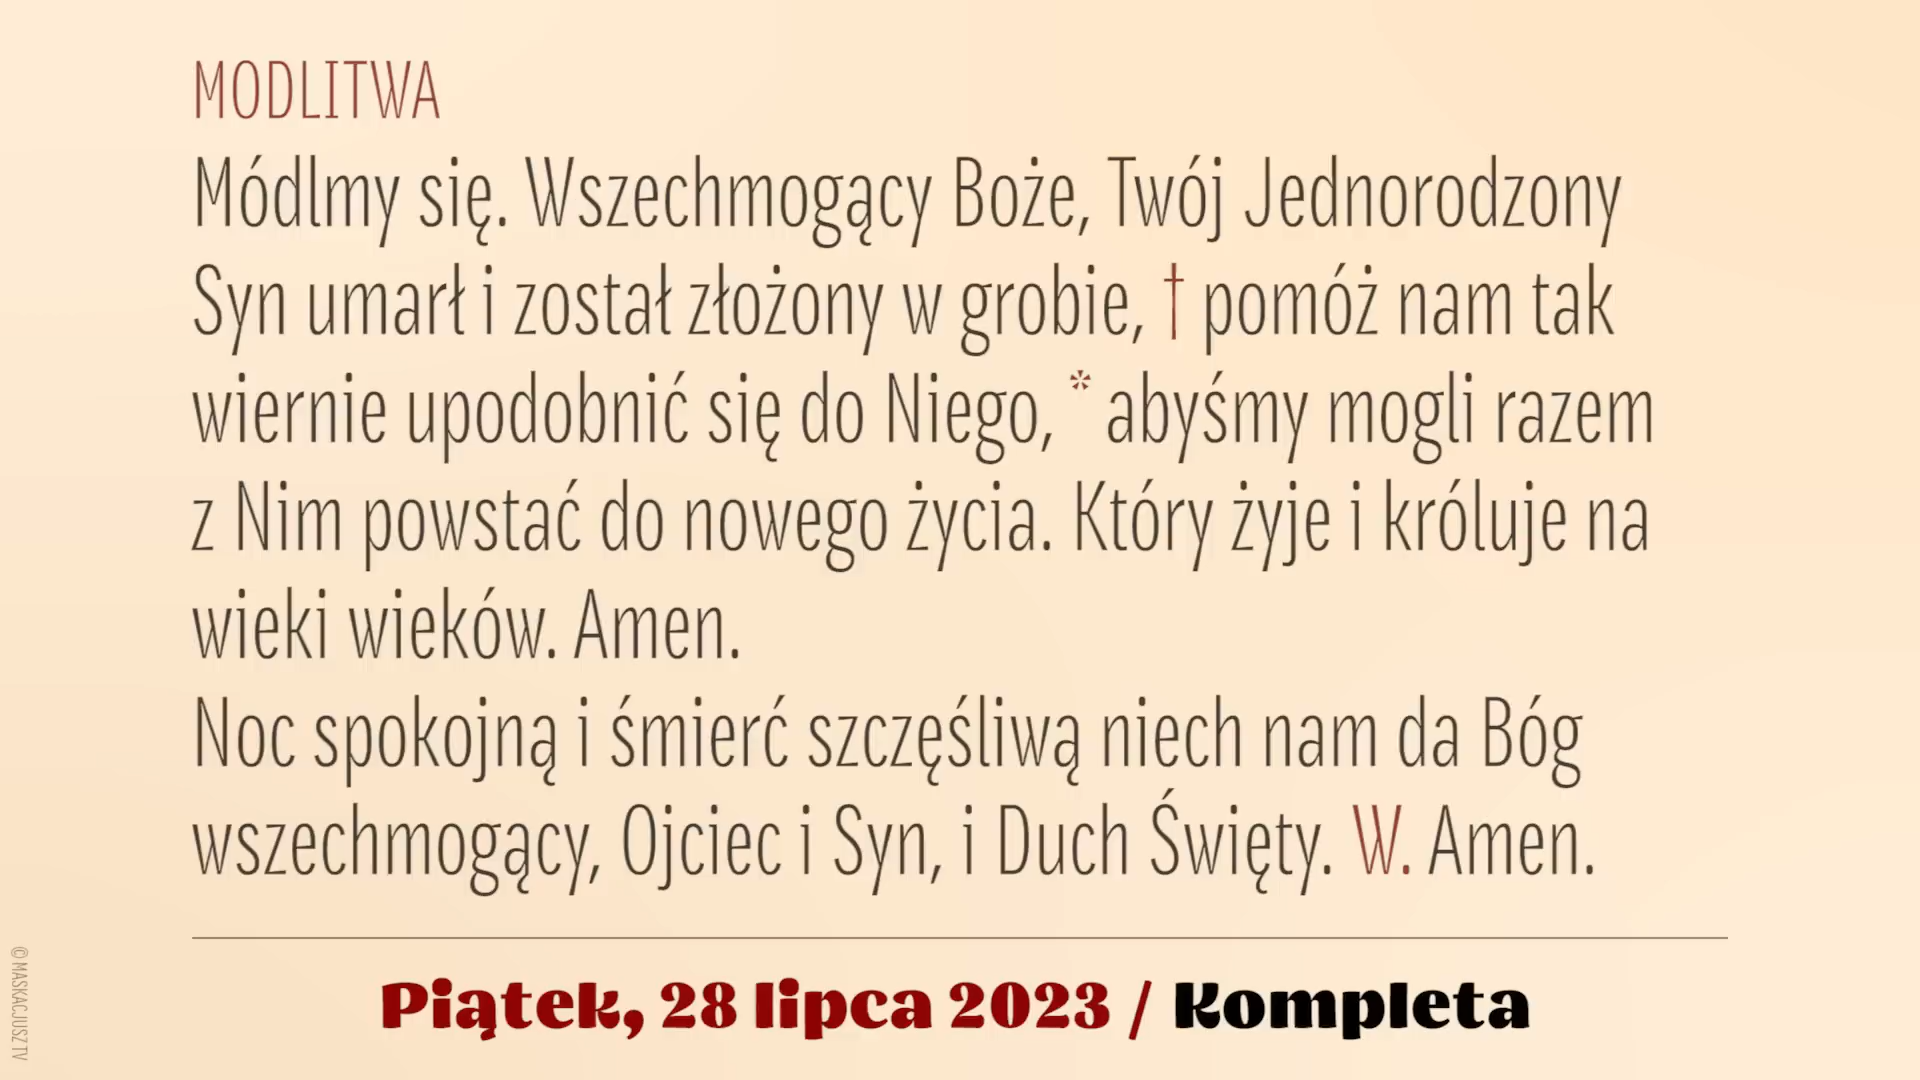 MODLITWA
Módlmy się. Wszechmogący Boże, Twój Jednorodzony
Syn umarł i został złożony w grobie, † pomóż nam tak
wiernie upodobnić się do Niego, * abyśmy mogli razem
z Nim powstać do nowego życia. Który żyje i króluje na
wieki wieków. Amen.
Noc spokojną i śmierć szczęśliwą niech nam da Bóg
wszechmogący, Ojciec i Syn, i Duch Święty. W. Amen.
Piątek, 28 lipca 2023 / Kompleta
© MASKACJUSZ TV